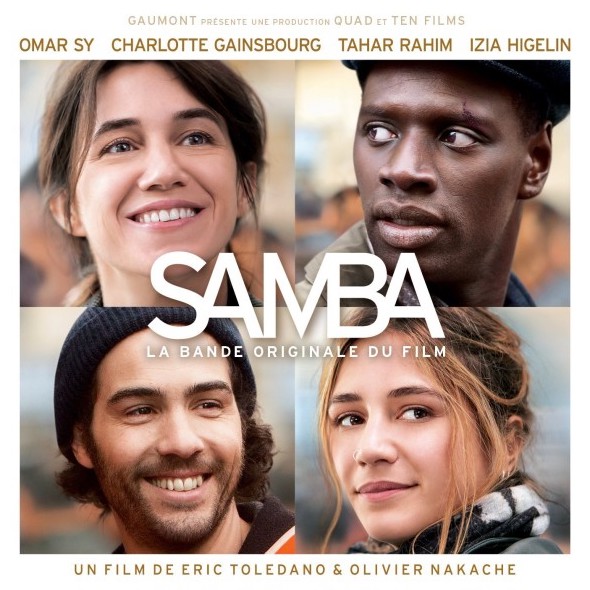 GAUMONT PRÉSENTE UNE PRODUCTION QUAD ET TEN FILMS
OMAR SY CHARLOTTE GAINSBOURG TAHAR RAHIM IZIA HIGELIN
SAMBA
LA BANDE ORIGINALE DU FILM
UN FILM DE ERIC TOLEDANO & OLIVIER NAKACHE